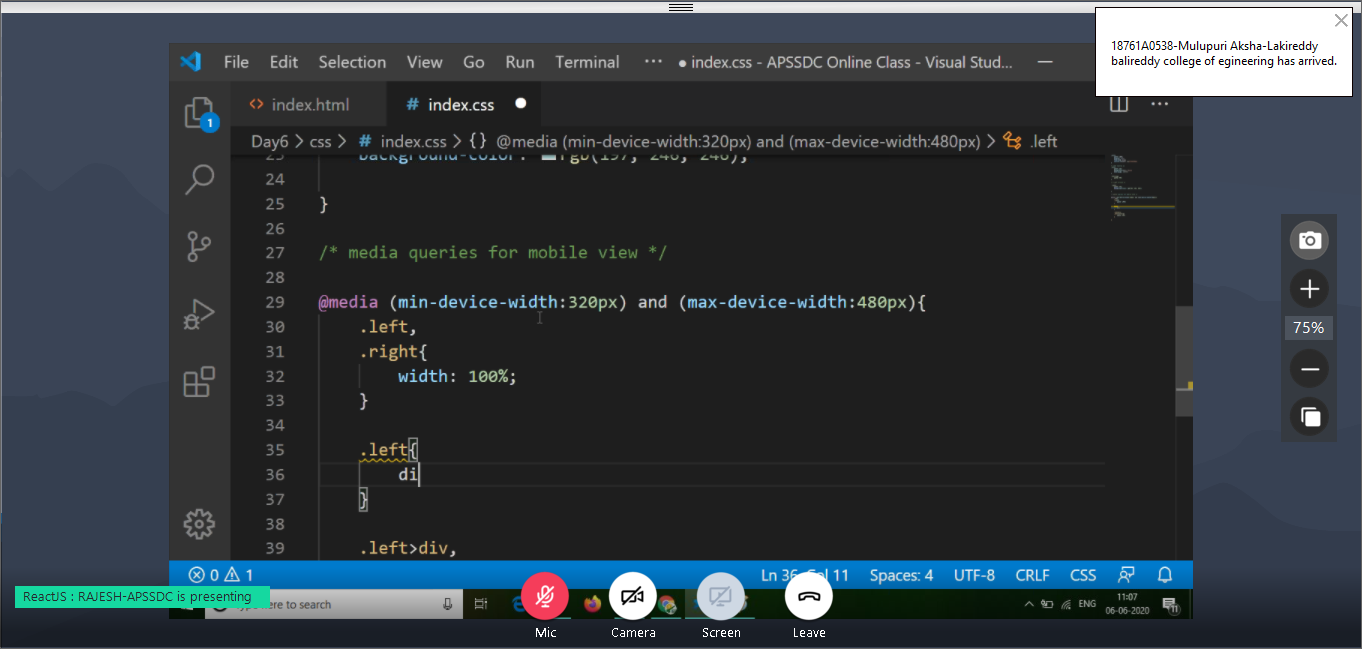 18761A0538-Mulupuri Aksha-Lakireddy
balireddy college of egineering has arrived.
File Edit Selection View Go Run Terminal ··· ● index.css - APSSDC Online Class - Visual Stud...
<> index.html # index.css ●
1
Day6 > css > # index.css > {} @media (min-device-width:320px) and (max-device-width:480px) > .left
23 background-color: rgb(197, 246, 246);
24
25 }
26
27 /* media queries for mobile view */
28
29 @media (min-device-width:320px) and (max-device-width:480px){
30 .left,
31 .right{
32 width: 100%;
33 }
34
35 .left{
36 di
37 }
38
39 .left>div,
75%
0 1 Ln 36, Col 11 Spaces: 4 UTF-8 CRLF CSS
ReactJS : RAJESH-APSSDC is presenting
here to search
ENG
11:07
06-06-2020
11
Mic Camera Screen Leave